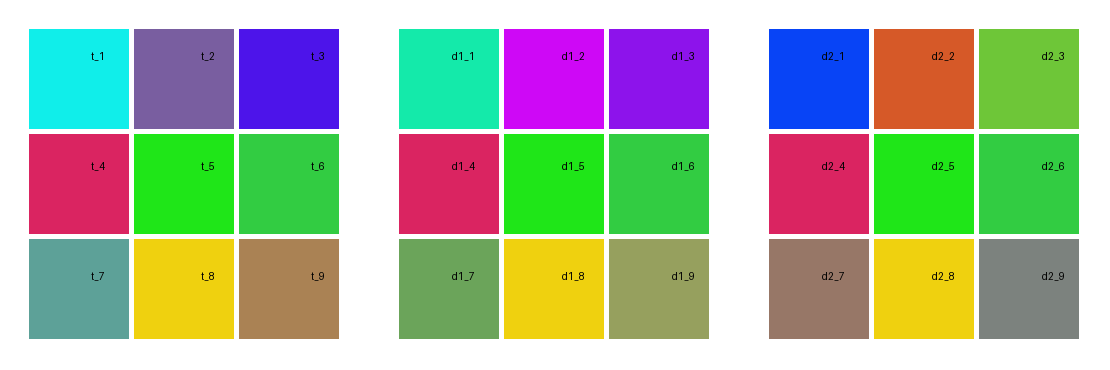 t_1 t_2 t_3 d1_1 d1_2 d1_3 d2_1 d2_2 d2_3
t_4 t_5 t_6 d1_4 d1_5 d1_6 d2_4 d2_5 d2_6
t_7 t_8 t_9 d1_7 d1_8 d1_9 d2_7 d2_8 d2_9